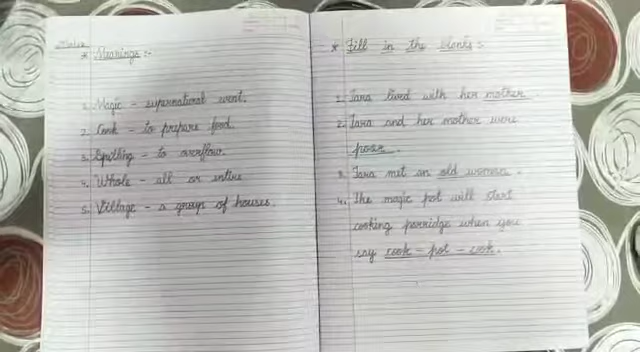 * Meanings :-
1. Magic - supernatural event.
2. Cook - to prepare food.
3. Spilling - to overflow.
4. Whole - all or entire
5. Village - a group of houses.
* Fill in the blanks :
1. Tara lived with her mother.
2. Tara and her mother were
poor.
3. Tara met an old woman.
4. The magic pot will start
cooking porridge when you
say cook - pot - cook.